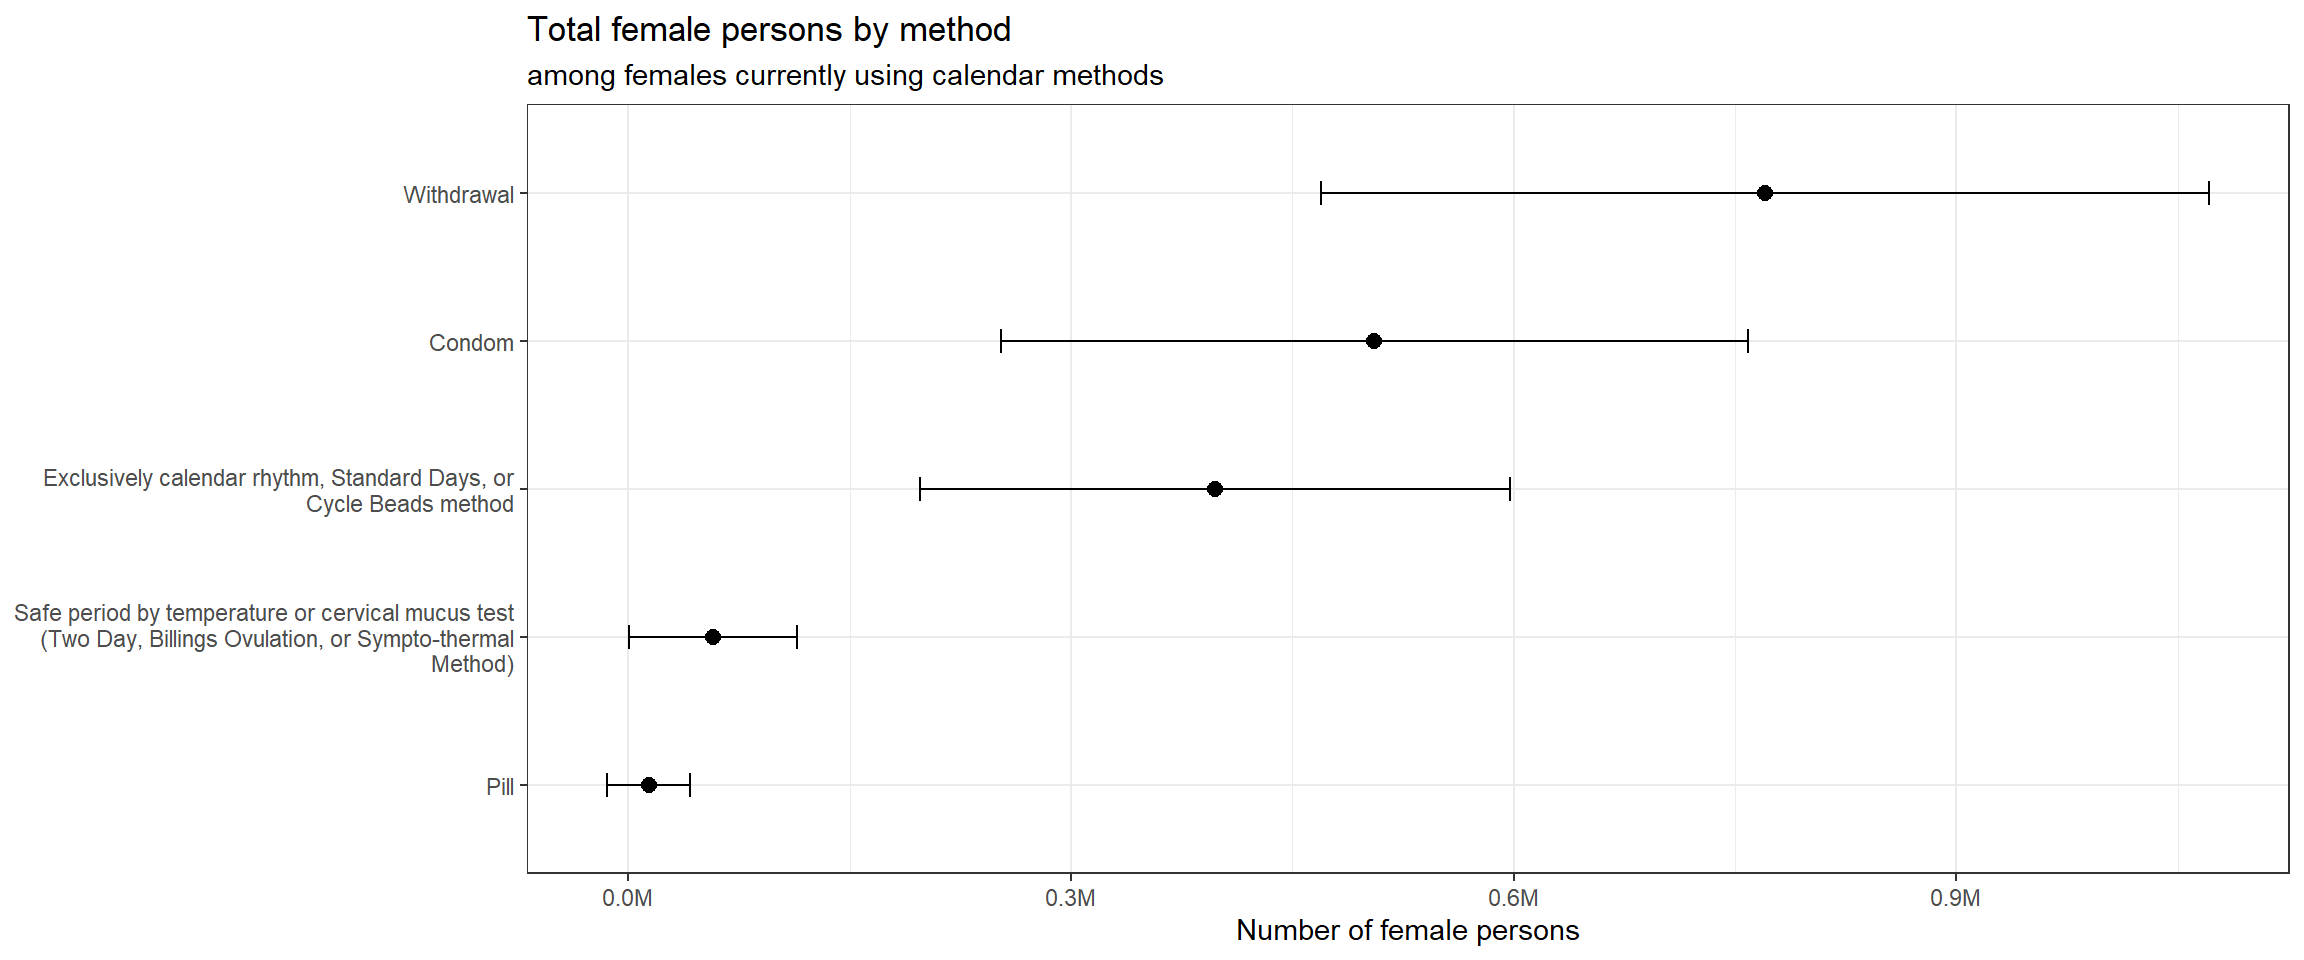 Total female persons by method
among females currently using calendar methods
Withdrawal
Condom
Exclusively calendar rhythm, Standard Days, or
Cycle Beads method
Safe period by temperature or cervical mucus test
(Two Day, Billings Ovulation, or Sympto-thermal
Method)
Pill
0.0M 0.3M 0.6M 0.9M
Number of female persons